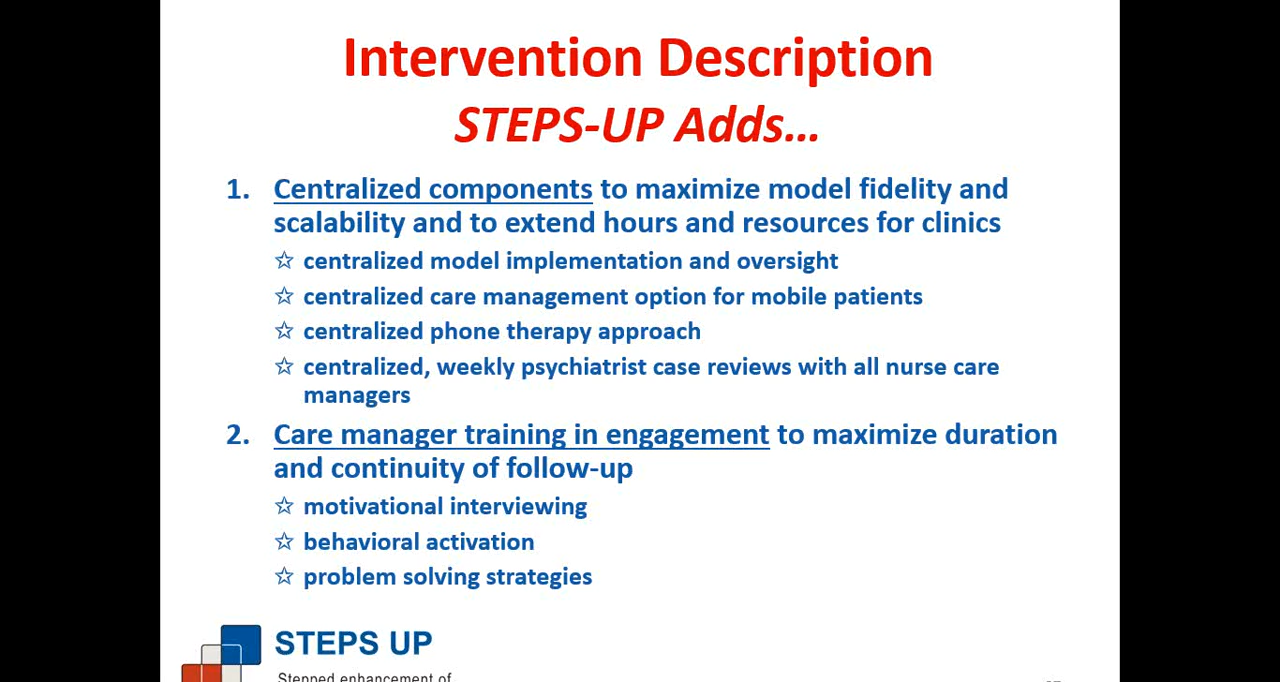 Intervention Description
STEPS-UP Adds...
1. Centralized components to maximize model fidelity and
scalability and to extend hours and resources for clinics
☆ centralized model implementation and oversight
☆ centralized care management option for mobile patients
☆ centralized phone therapy approach
☆ centralized, weekly psychiatrist case reviews with all nurse care
managers
2. Care manager training in engagement to maximize duration
and continuity of follow-up
☆ motivational interviewing
☆ behavioral activation
☆ problem solving strategies
STEPS UP
Stepped enhancement of